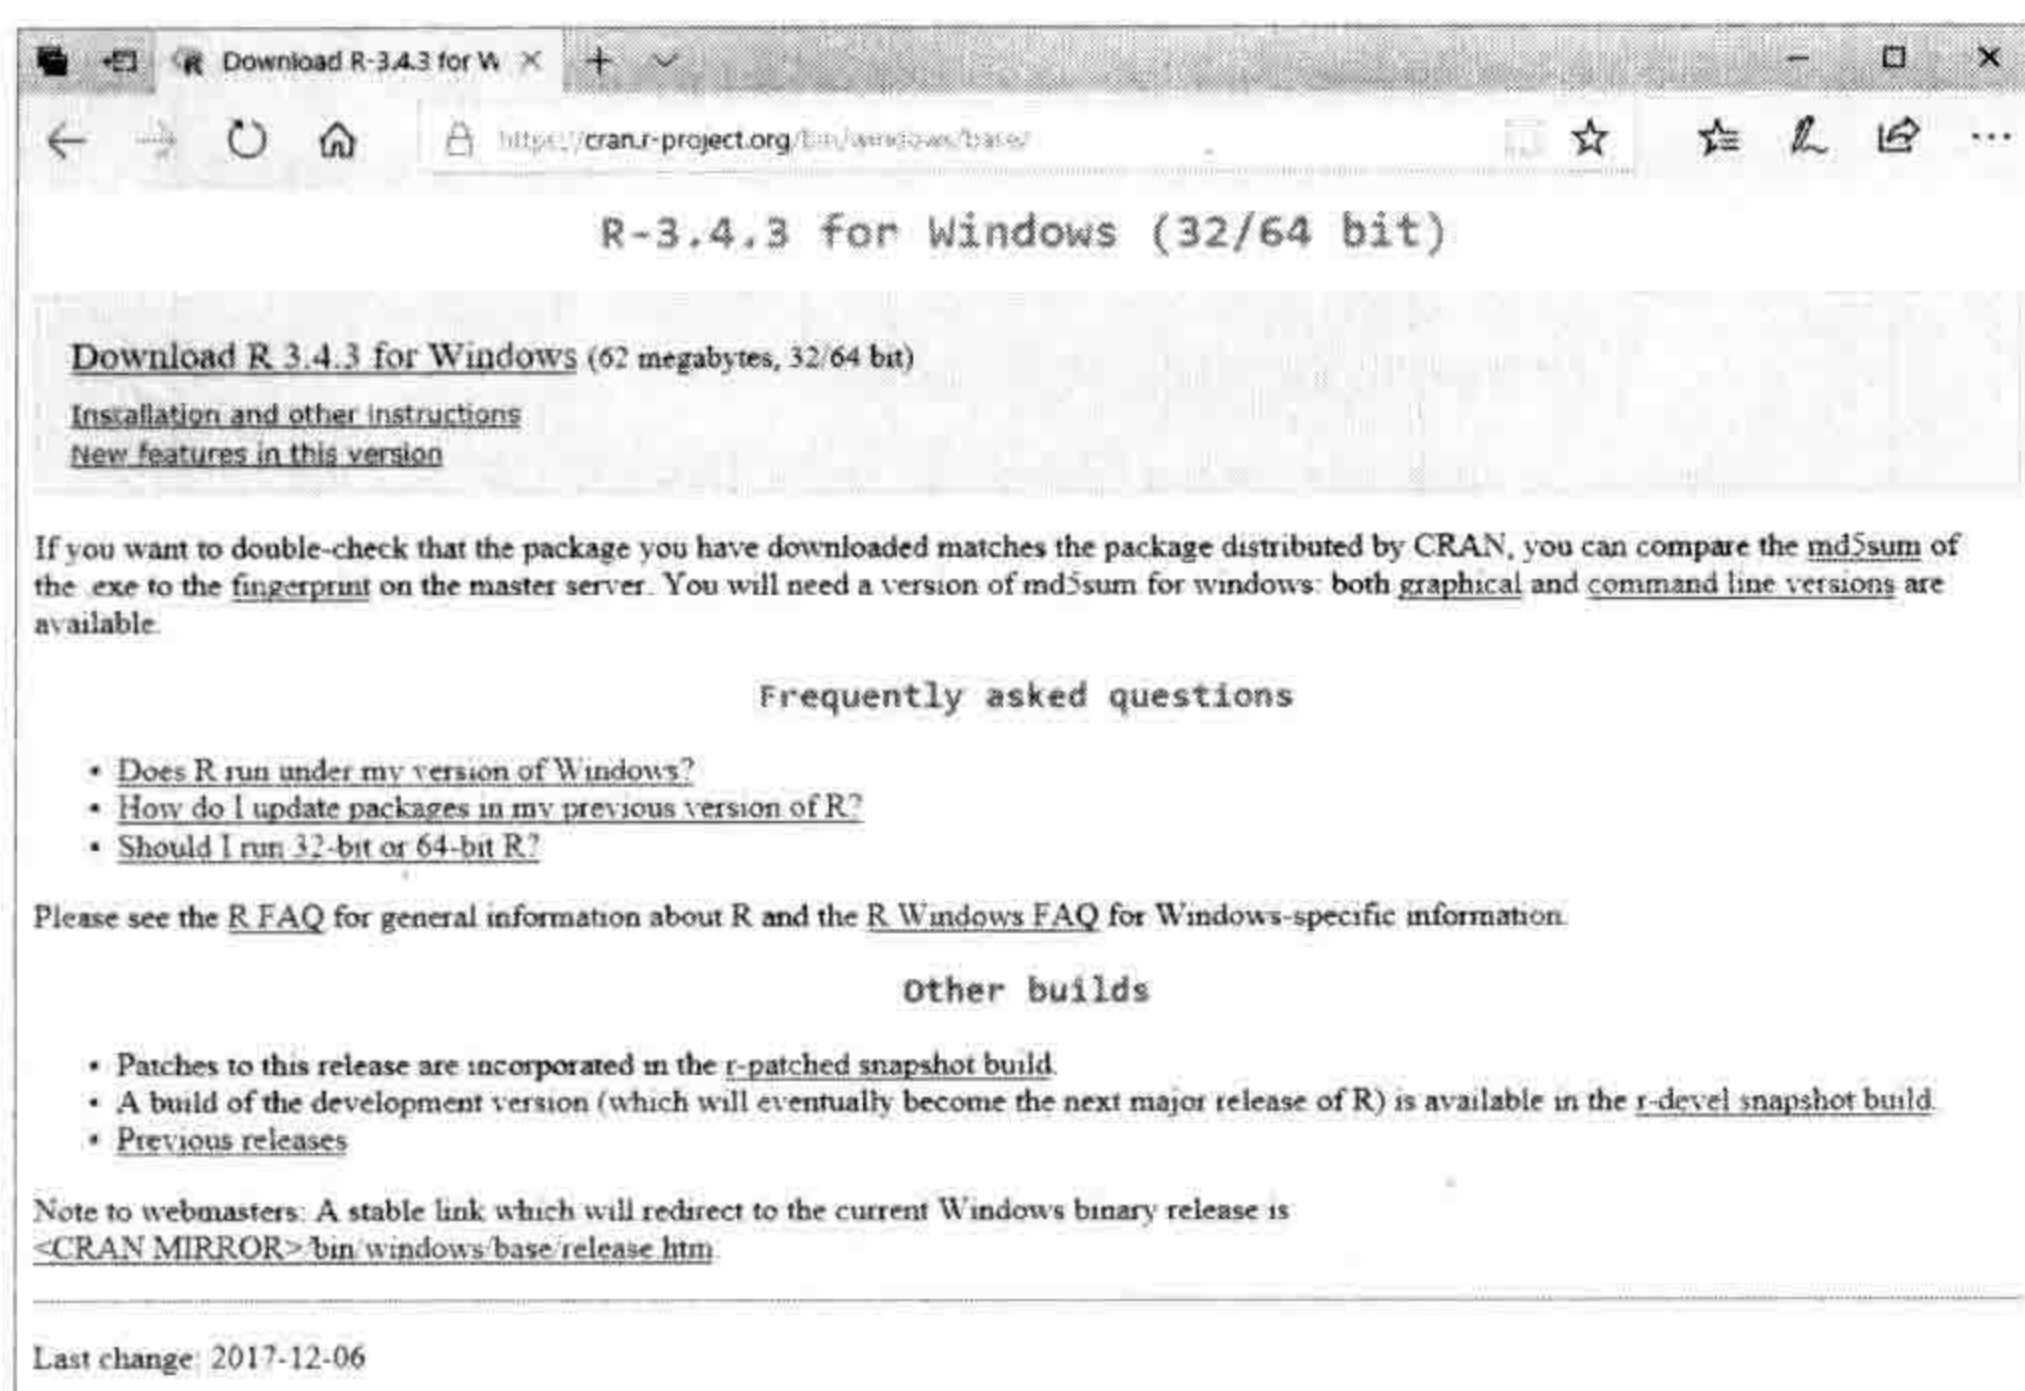 Download R-3.4.3 for W
https://cran.r-project.org/bin/windows/base/
R-3.4.3 for Windows (32/64 bit)
Download R 3.4.3 for Windows (62 megabytes, 32/64 bit)
Installation and other instructions
New features in this version
If you want to double-check that the package you have downloaded matches the package distributed by CRAN, you can compare the md5sum of
the .exe to the fingerprint on the master server. You will need a version of md5sum for windows: both graphical and command line versions are
available.
Frequently asked questions
• Does R run under my version of Windows?
• How do I update packages in my previous version of R?
• Should I run 32-bit or 64-bit R?
Please see the R FAQ for general information about R and the R Windows FAQ for Windows-specific information.
Other builds
• Patches to this release are incorporated in the r-patched snapshot build.
• A build of the development version (which will eventually become the next major release of R) is available in the r-devel snapshot build.
• Previous releases
Note to webmasters: A stable link which will redirect to the current Windows binary release is
<CRAN MIRROR>/bin/windows/base/release.htm.
Last change: 2017-12-06